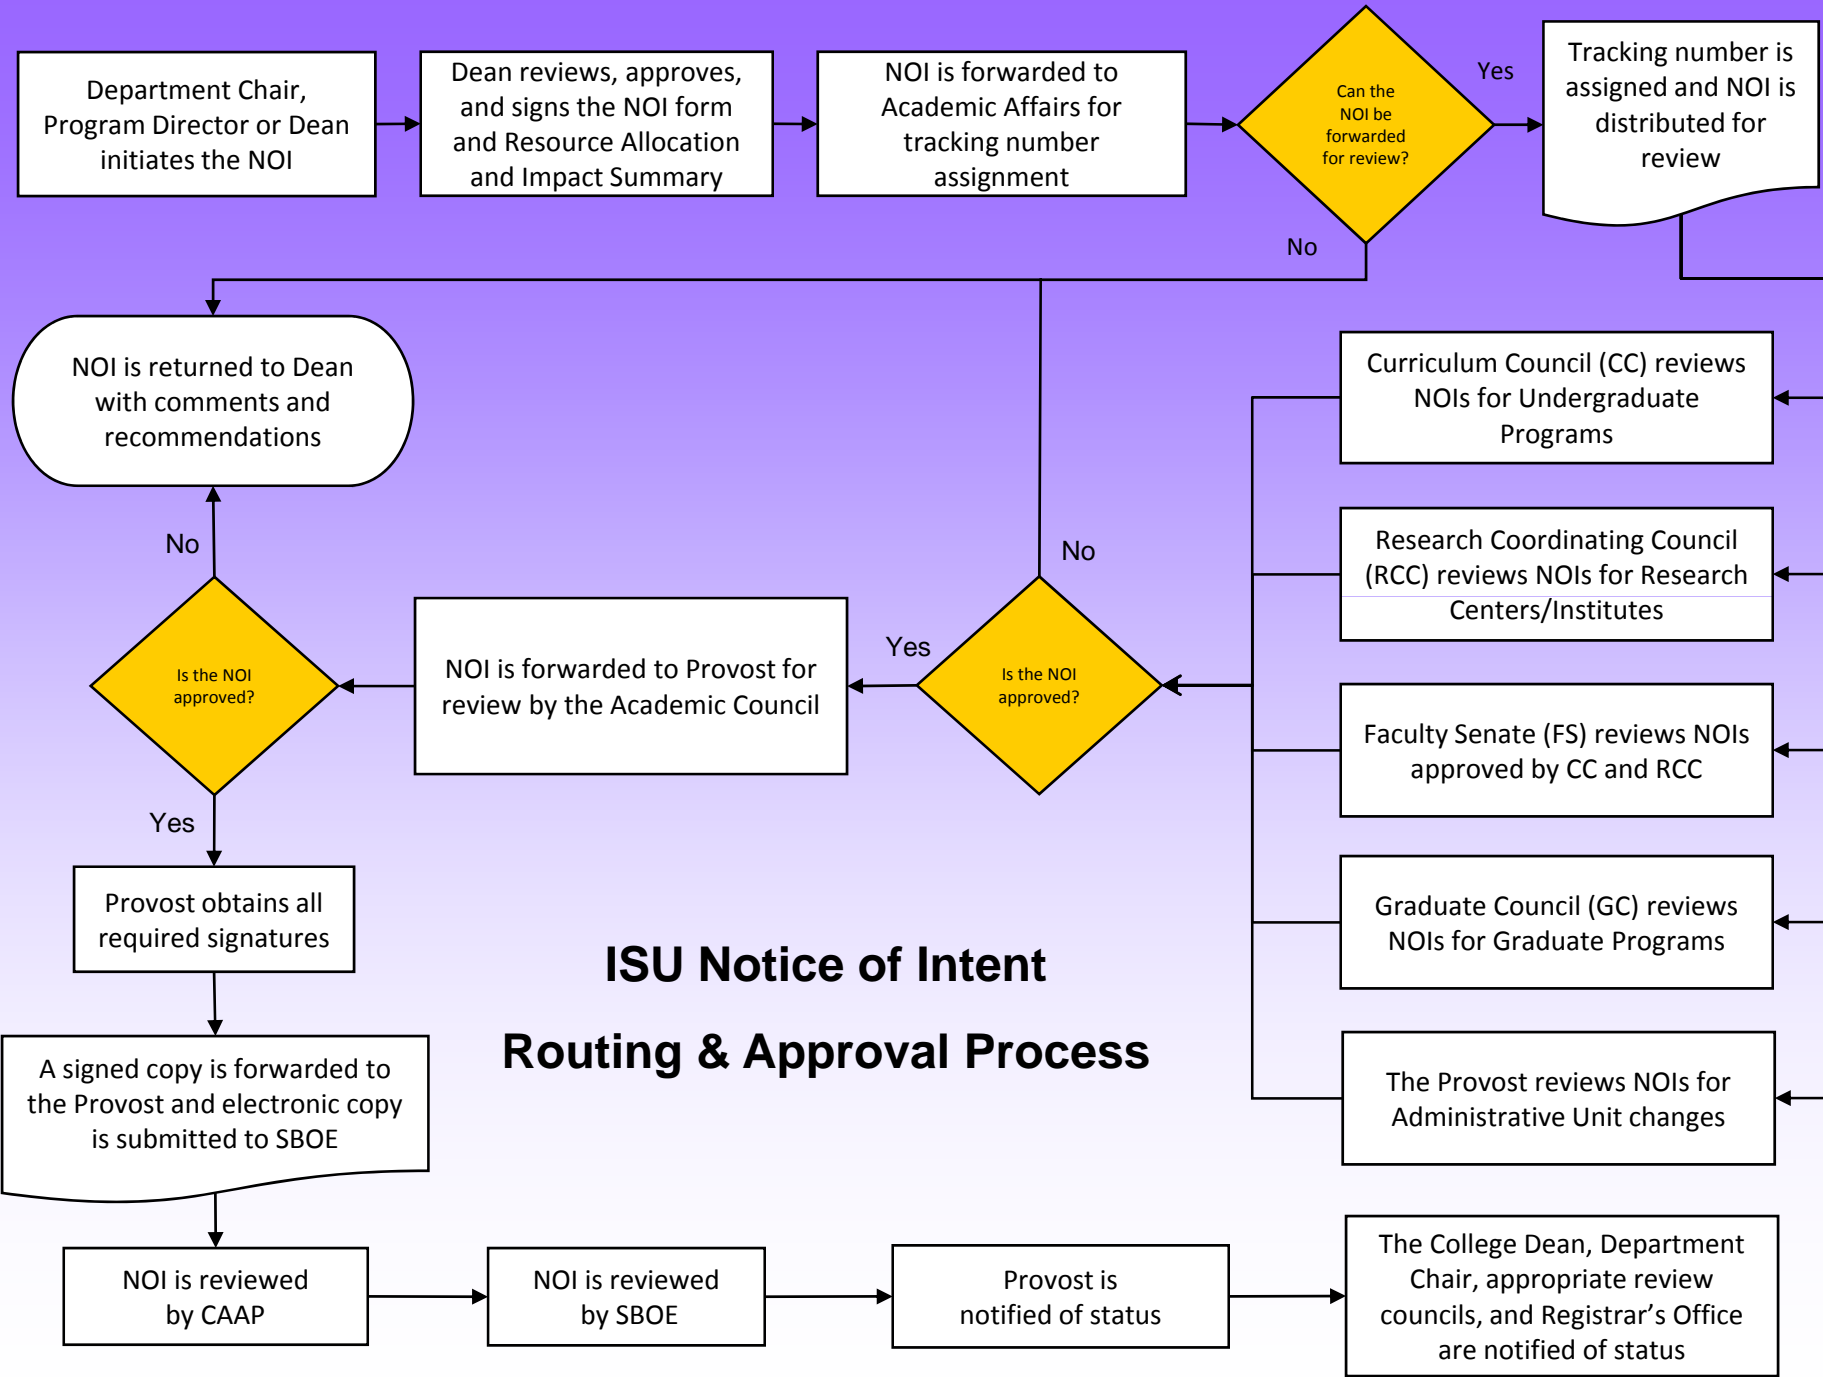 Department Chair,
Program Director or Dean
initiates the NOI
Dean reviews, approves,
and signs the NOI form
and Resource Allocation
and Impact Summary
NOI is forwarded to
Academic Affairs for
tracking number
assignment
Can the
NOI be
forwarded
for review?
Yes
Tracking number is
assigned and NOI is
distributed for
review
No
NOI is returned to Dean
with comments and
recommendations
Curriculum Council (CC) reviews
NOIs for Undergraduate
Programs
Research Coordinating Council
(RCC) reviews NOIs for Research
Centers/Institutes
No
No
Is the NOI
approved?
NOI is forwarded to Provost for
review by the Academic Council
Yes
Is the NOI
approved?
Faculty Senate (FS) reviews NOIs
approved by CC and RCC
Yes
Provost obtains all
required signatures
Graduate Council (GC) reviews
NOIs for Graduate Programs
ISU Notice of Intent
Routing & Approval Process
A signed copy is forwarded to
the Provost and electronic copy
is submitted to SBOE
The Provost reviews NOIs for
Administrative Unit changes
NOI is reviewed
by CAAP
NOI is reviewed
by SBOE
Provost is
notified of status
The College Dean, Department
Chair, appropriate review
councils, and Registrar’s Office
are notified of status